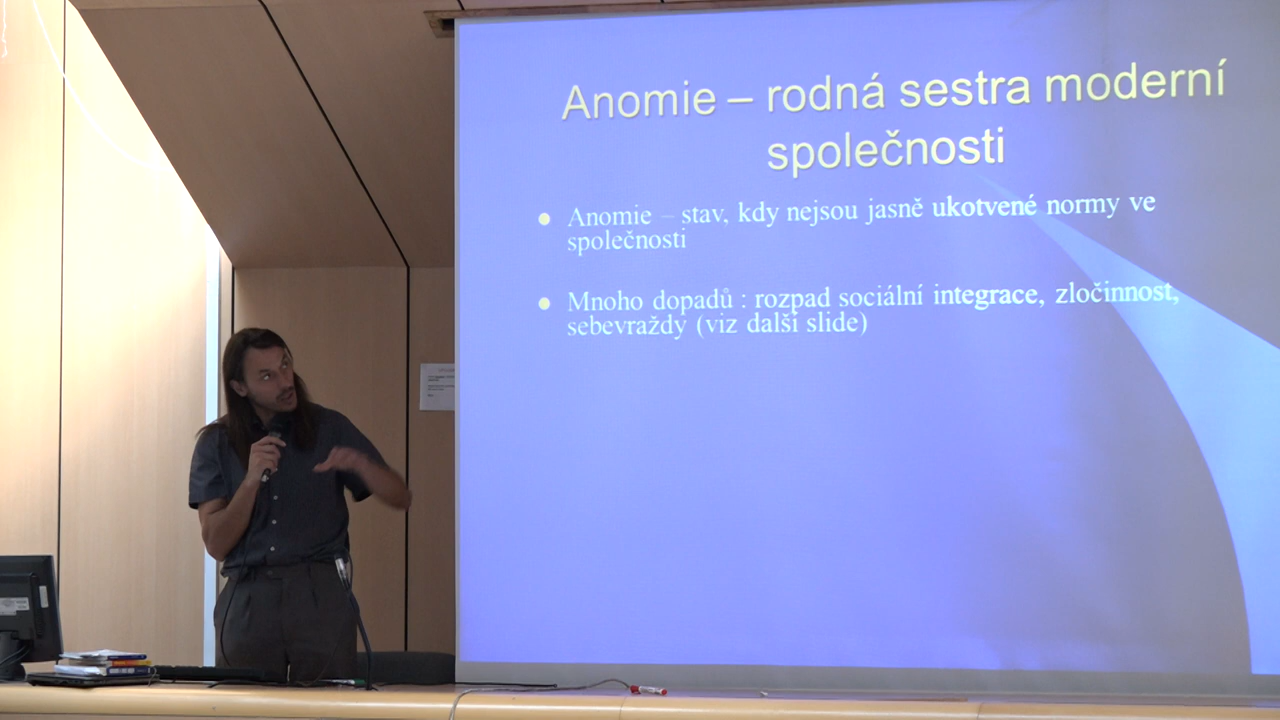 Anomie – rodná sestra moderní
společnosti
Anomie – stav, kdy nejsou jasně ukotvené normy ve
společnosti
Mnoho dopadů : rozpad sociální integrace, zločinnost,
sebevraždy (viz další slide)